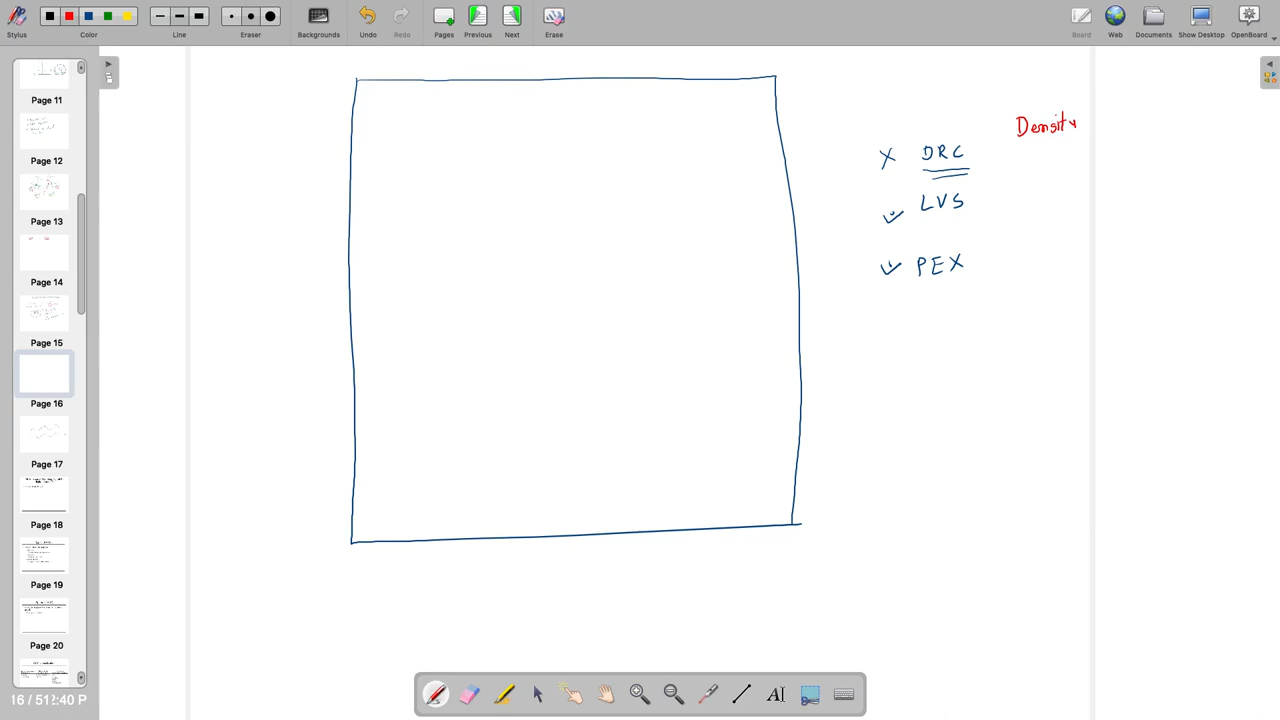 Stylus
Color
Line
Eraser
Backgrounds
Undo
Redo
Pages
Previous
Next
Erase
Board
Web
Documents
Show Desktop
OpenBoard
Page 11
Page 12
Page 13
Page 14
Page 15
Page 16
Page 17
Page 18
Page 19
Page 20
Density
X DRC
LVS
PEX